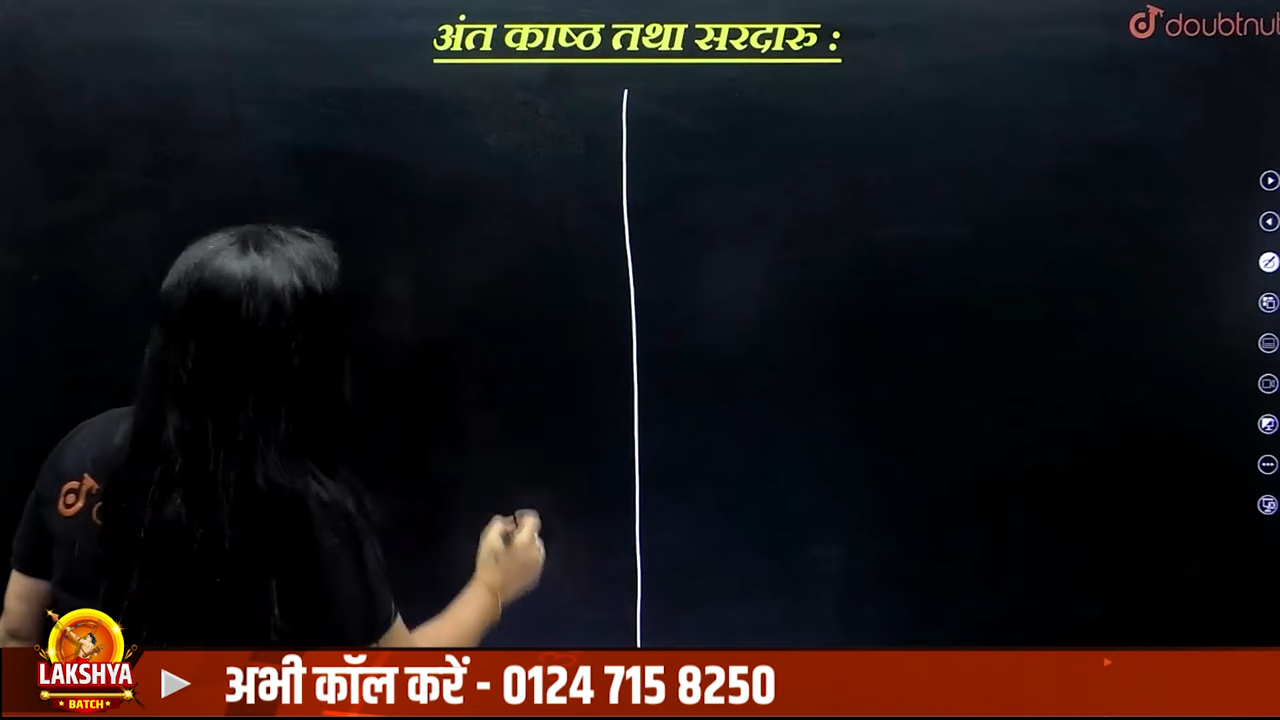 अंत काष्ठ तथा सरदारु :
doubtnut
LAKSHYA
BATCH
अभी कॉल करें - 0124 715 8250